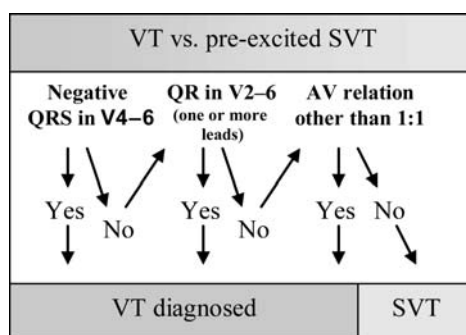 VT vs. pre-excited SVT
Negative
QRS in V4–6
QR in V2–6
(one or more
leads)
AV relation
other than 1:1
Yes
No
Yes
No
Yes
No
VT diagnosed
SVT